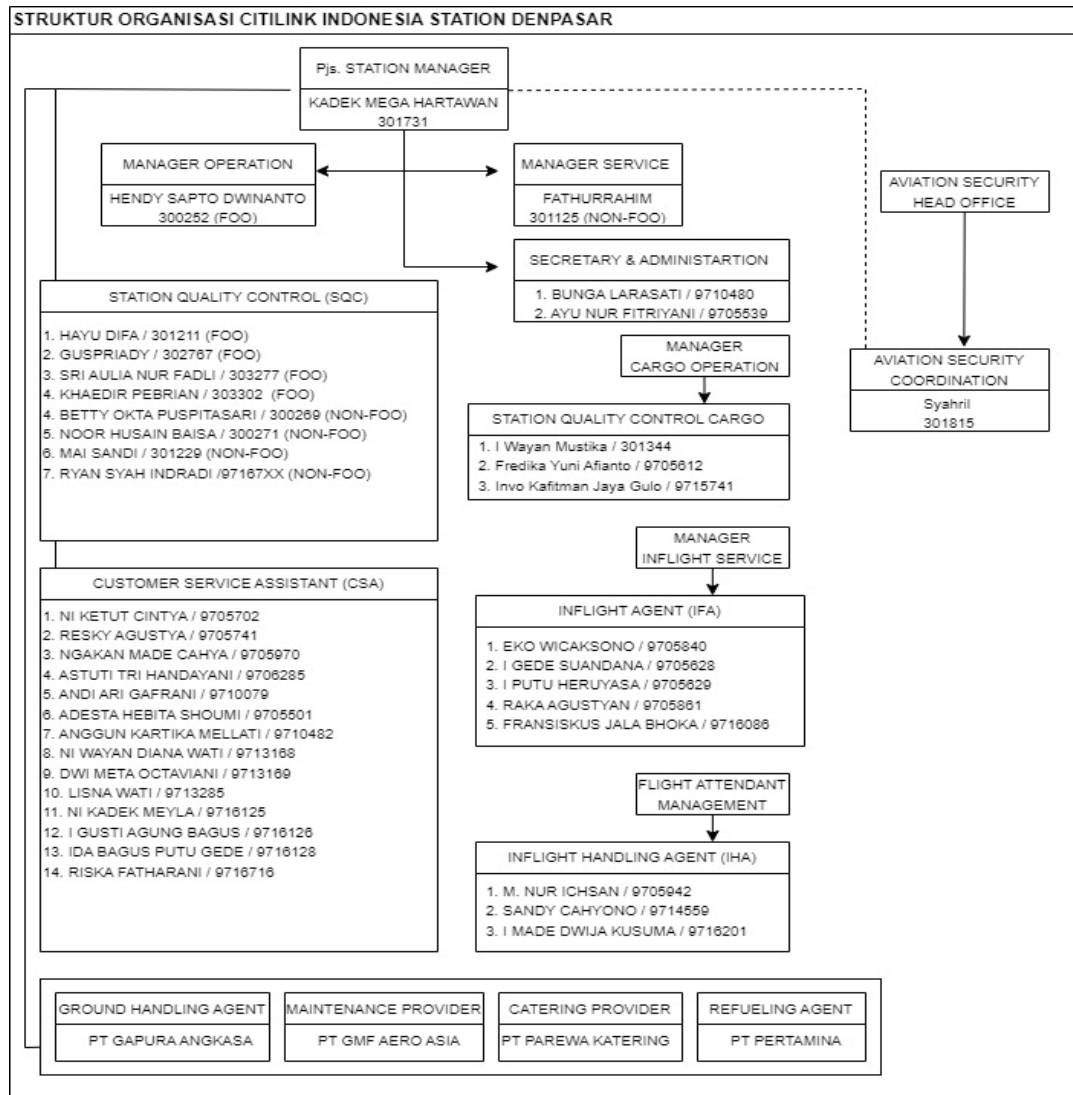 STRUKTUR ORGANISASI CITILINK INDONESIA STATION DENPASAR
Pjs. STATION MANAGER
KADEK MEGA HARTAWAN
301731
MANAGER OPERATION
HENDY SAPTO DWINANTO
300252 (FOO)
MANAGER SERVICE
FATHURRAHIM
301125 (NON-FOO)
AVIATION SECURITY
HEAD OFFICE
SECRETARY & ADMINISTARTION
1. BUNGA LARASATI / 9710480
2. AYU NUR FITRIYANI / 9705539
STATION QUALITY CONTROL (SQC)
1. HAYU DIFA / 301211 (FOO)
2. GUSPRIADY / 302767 (FOO)
3. SRI AULIA NUR FADLI / 303277 (FOO)
4. KHAEDIR PEBRIAN / 303302 (FOO)
4. BETTY OKTA PUSPITASARI / 300269 (NON-FOO)
5. NOOR HUSAIN BAISA / 300271 (NON-FOO)
6. MAI SANDI / 301229 (NON-FOO)
7. RYAN SYAH INDRADI /97167XX (NON-FOO)
MANAGER
CARGO OPERATION
STATION QUALITY CONTROL CARGO
1. I Wayan Mustika / 301344
2. Fredika Yuni Afianto / 9705612
3. Invo Kafitman Jaya Gulo / 9715741
AVIATION SECURITY
COORDINATION
Syahril
301815
MANAGER
INFLIGHT SERVICE
INFLIGHT AGENT (IFA)
1. EKO WICAKSONO / 9705840
2. I GEDE SUANDANA / 9705628
3. I PUTU HERUYASA / 9705629
4. RAKA AGUSTYAN / 9705861
5. FRANSISKUS JALA BHOKA / 9716086
CUSTOMER SERVICE ASSISTANT (CSA)
1. NI KETUT CINTYA / 9705702
2. RESKY AGUSTYA / 9705741
3. NGAKAN MADE CAHYA / 9705970
4. ASTUTI TRI HANDAYANI / 9706285
5. ANDI ARI GAFRANI / 9710079
6. ADESTA HEBITA SHOUMI / 9705501
7. ANGGUN KARTIKA MELLATI / 9710482
8. NI WAYAN DIANA WATI / 9713168
9. DWI META OCTAVIANI / 9713169
10. LISNA WATI / 9713285
11. NI KADEK MEYLA / 9716125
12. I GUSTI AGUNG BAGUS / 9716126
13. IDA BAGUS PUTU GEDE / 9716128
14. RISKA FATHARANI / 9716716
FLIGHT ATTENDANT
MANAGEMENT
INFLIGHT HANDLING AGENT (IHA)
1. M. NUR ICHSAN / 9705942
2. SANDY CAHYONO / 9714559
3. I MADE DWIJA KUSUMA / 9716201
GROUND HANDLING AGENT
PT GAPURA ANGKASA
MAINTENANCE PROVIDER
PT GMF AERO ASIA
CATERING PROVIDER
PT PAREWA KATERING
REFUELING AGENT
PT PERTAMINA